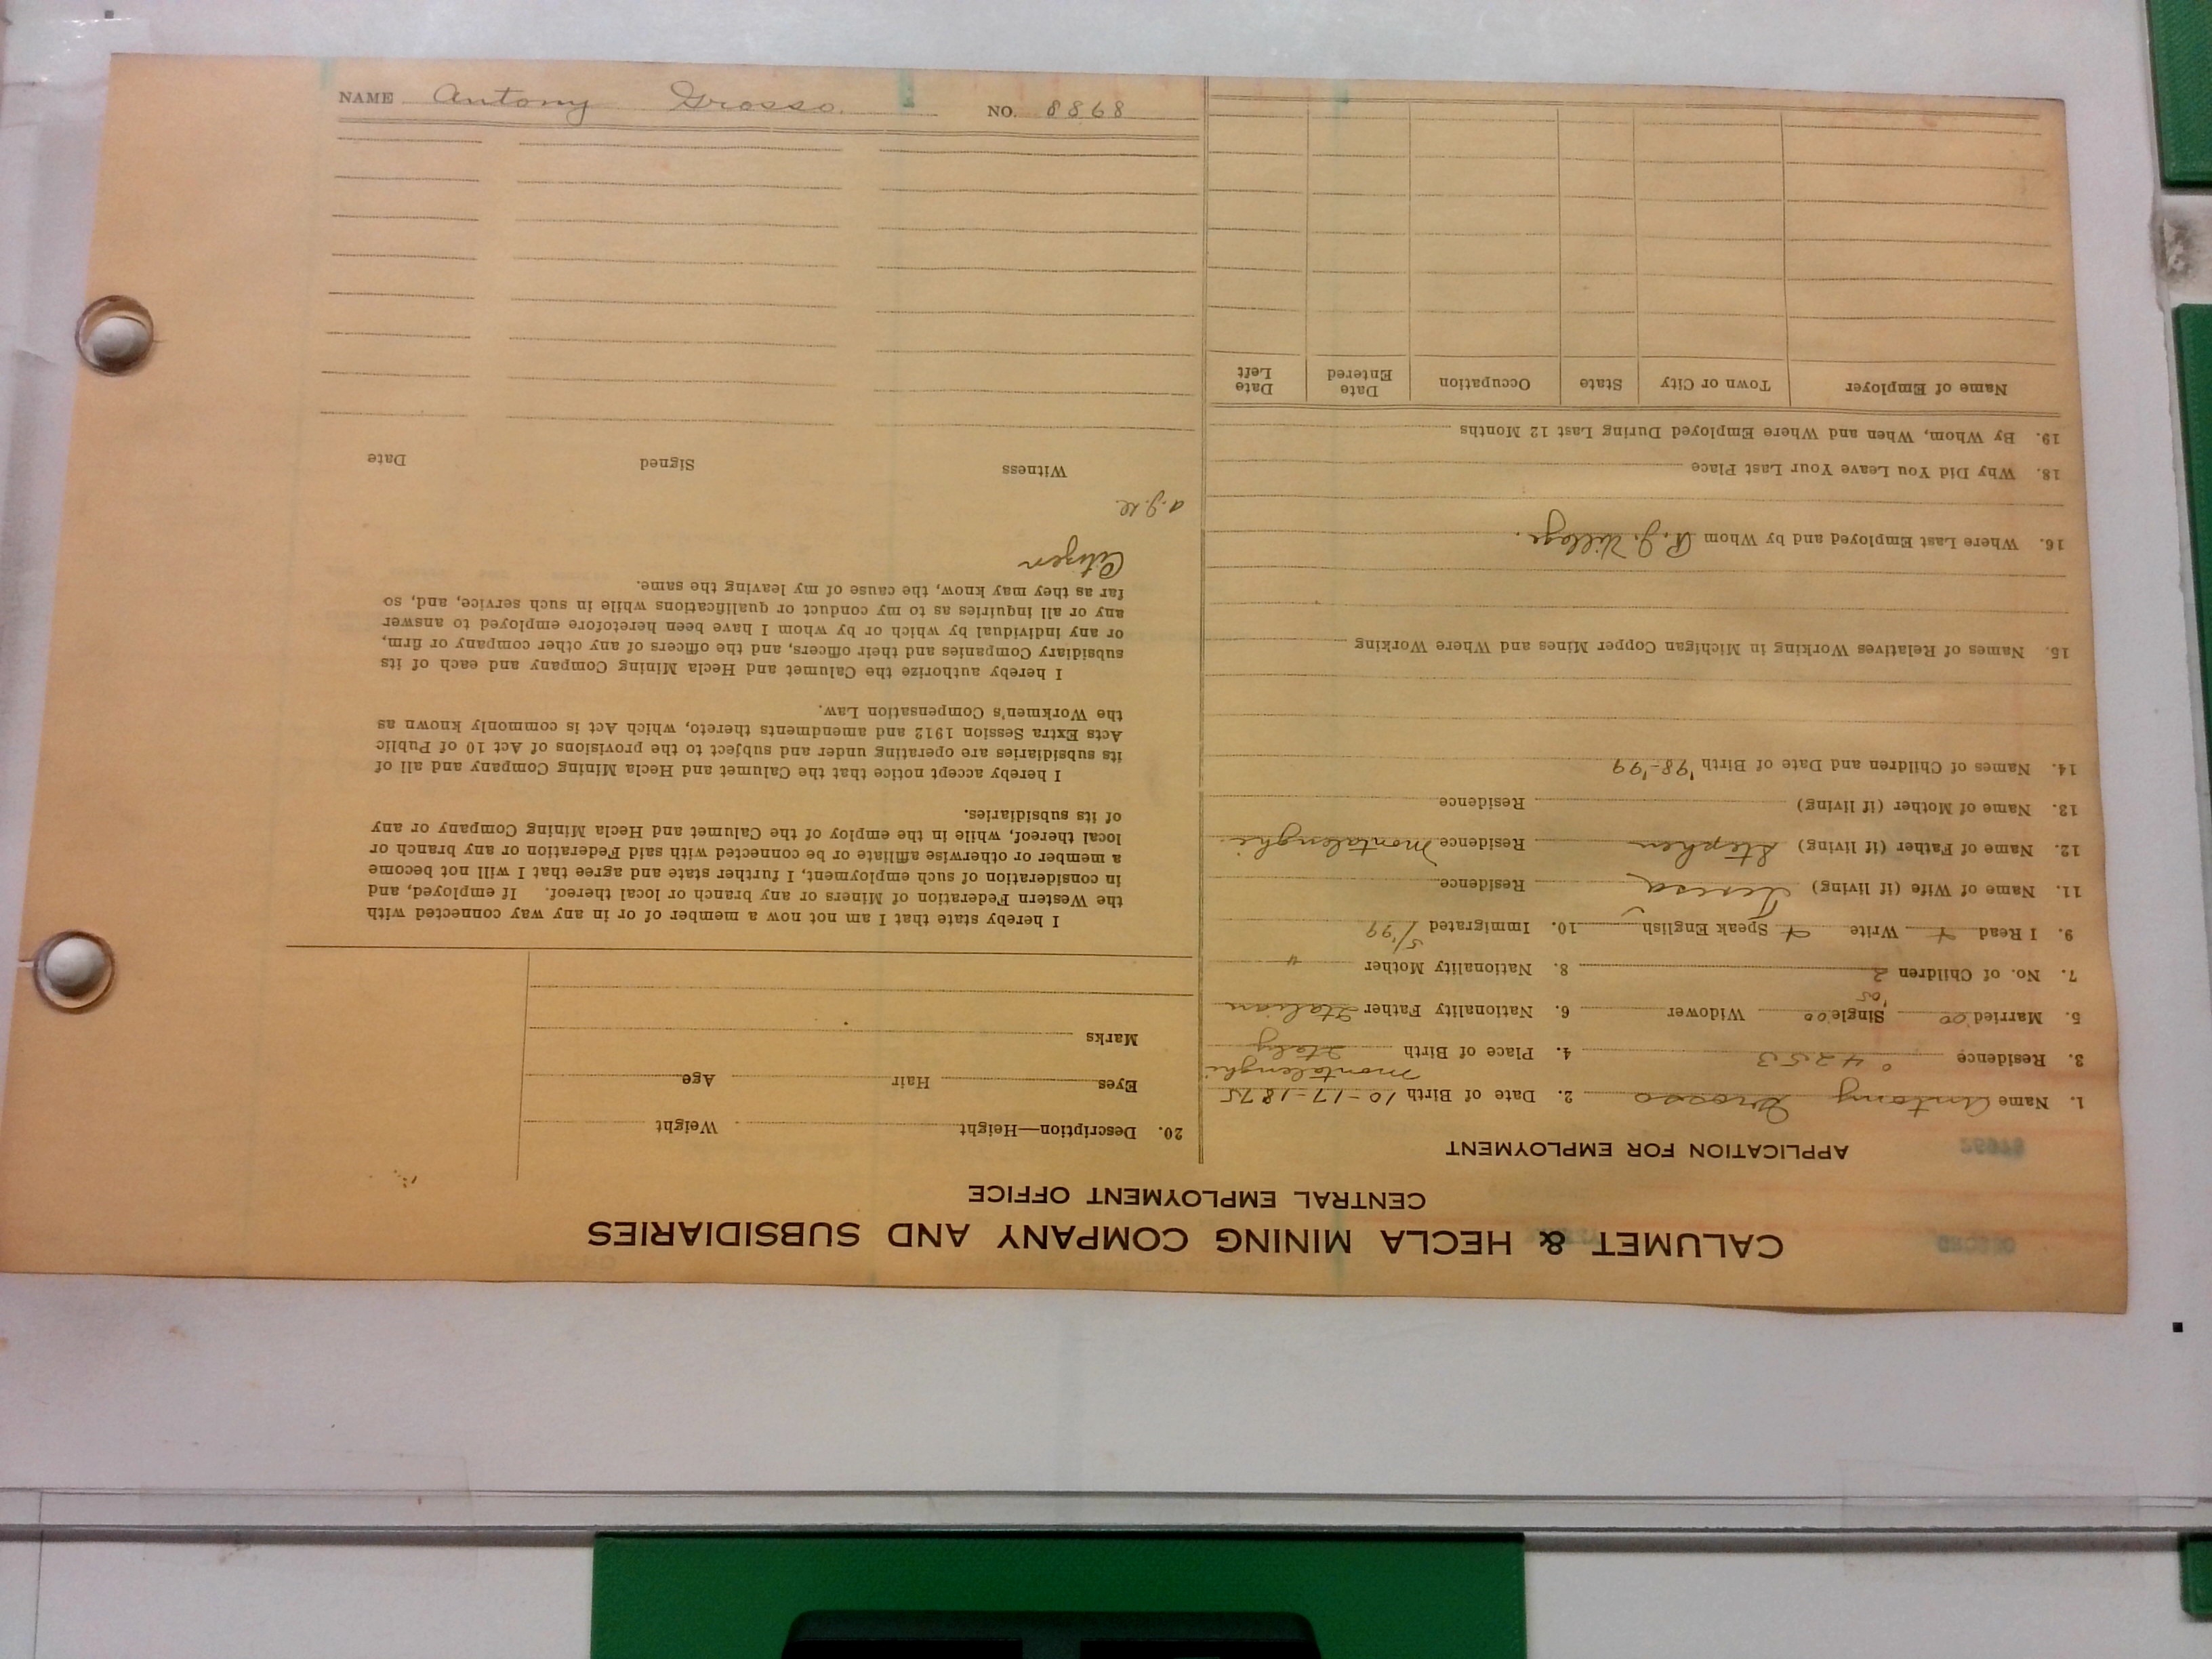 CALUMET & HECLA MINING COMPANY AND SUBSIDIARIES
CENTRAL EMPLOYMENT OFFICE
APPLICATION FOR EMPLOYMENT
1. Name Antony Grosso 2. Date of Birth 10-17-1875
Montalenghe
3. Residence 4253 4. Place of Birth Italy
5. Married '00 Single '00 Widower 6. Nationality Father Italian
'05
7. No. of Children 2 8. Nationality Mother "
9. I Read Write Speak English 10. Immigrated 5/'99
11. Name of Wife (if living) Teresa Residence
12. Name of Father (if living) Stephen Residence Montalenghe
13. Name of Mother (if living) Residence
14. Names of Children and Date of Birth '98-'99
15. Names of Relatives Working in Michigan Copper Mines and Where Working
16. Where Last Employed and by Whom R.J. Village.
18. Why Did You Leave Your Last Place
19. By Whom, When and Where Employed During Last 12 Months
Name of Employer Town or City State Occupation Date Entered Date Left
20. Description—Height Weight
Eyes Hair Age
Marks
I hereby state that I am not now a member of or in any way connected with
the Western Federation of Miners or any branch or local thereof. If employed, and
in consideration of such employment, I further state and agree that I will not become
a member or otherwise affiliate or be connected with said Federation or any branch or
local thereof, while in the employ of the Calumet and Hecla Mining Company or any
of its subsidiaries.
I hereby accept notice that the Calumet and Hecla Mining Company and all of
its subsidiaries are operating under and subject to the provisions of Act 10 of Public
Acts Extra Session 1912 and amendments thereto, which Act is commonly known as
the Workmen's Compensation Law.
I hereby authorize the Calumet and Hecla Mining Company and each of its
subsidiary Companies and their officers, and the officers of any other company or firm,
or any individual by which or by whom I have been heretofore employed to answer
any or all inquiries as to my conduct or qualifications while in such service, and, so
far as they may know, the cause of my leaving the same.
Citizen
Witness Signed Date
NAME Antony Grosso. NO. 8868